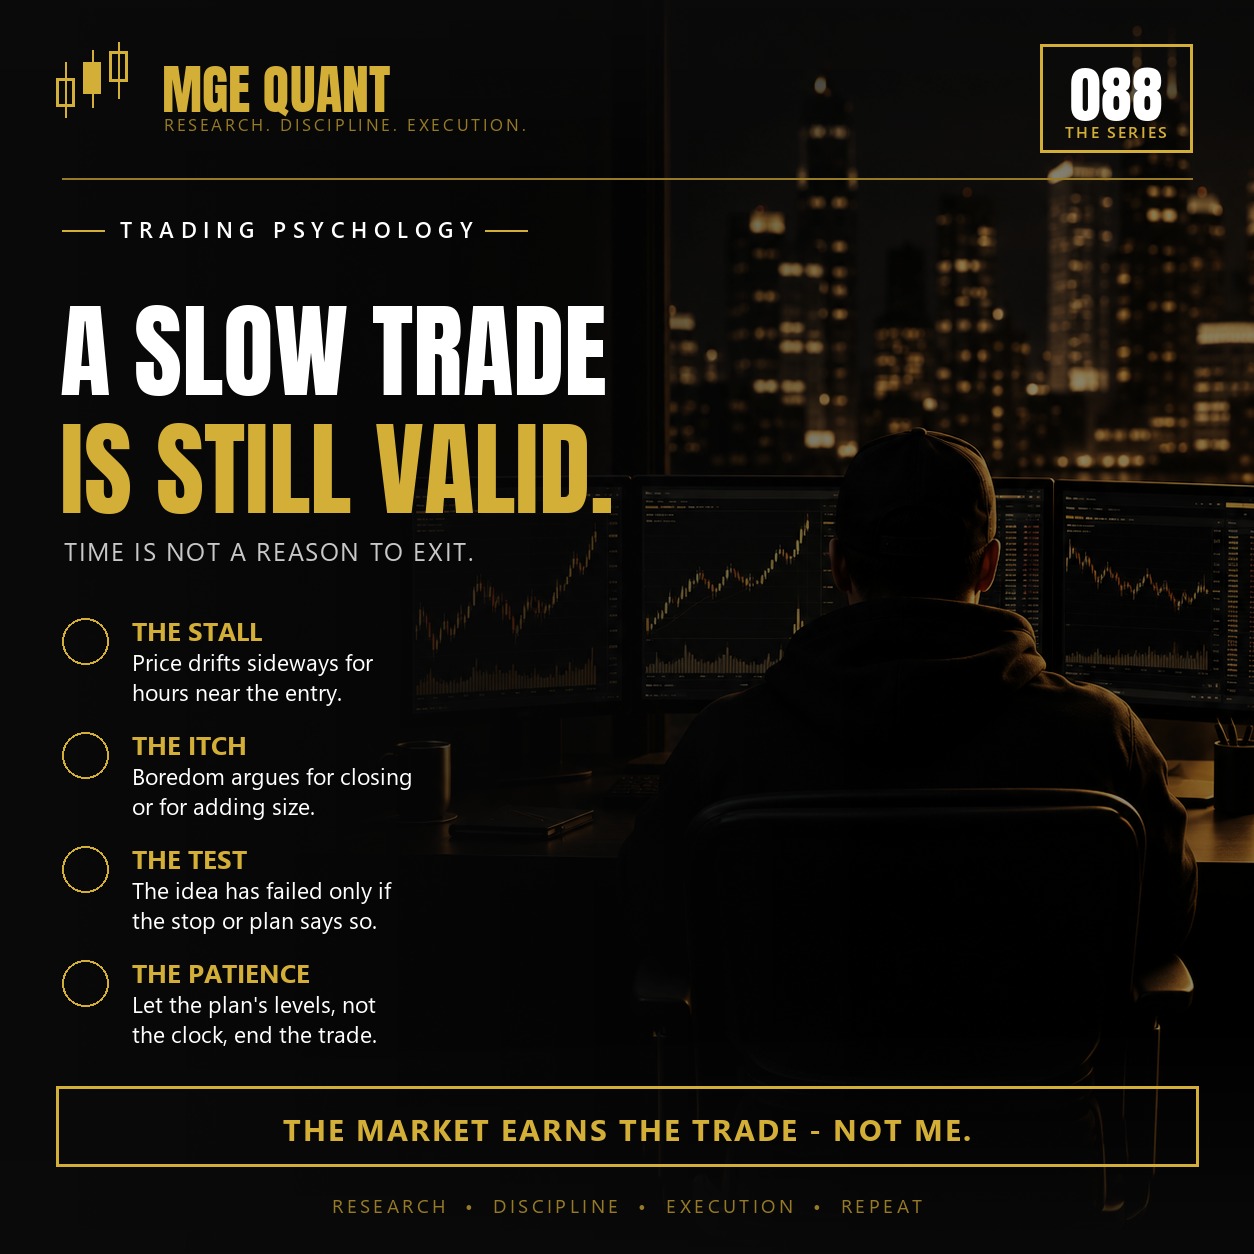 MGE QUANT
RESEARCH. DISCIPLINE. EXECUTION.
088
THE SERIES
TRADING PSYCHOLOGY
A SLOW TRADE
IS STILL VALID.
TIME IS NOT A REASON TO EXIT.
THE STALL
Price drifts sideways for
hours near the entry.
THE ITCH
Boredom argues for closing
or for adding size.
THE TEST
The idea has failed only if
the stop or plan says so.
THE PATIENCE
Let the plan's levels, not
the clock, end the trade.
THE MARKET EARNS THE TRADE - NOT ME.
RESEARCH • DISCIPLINE • EXECUTION • REPEAT